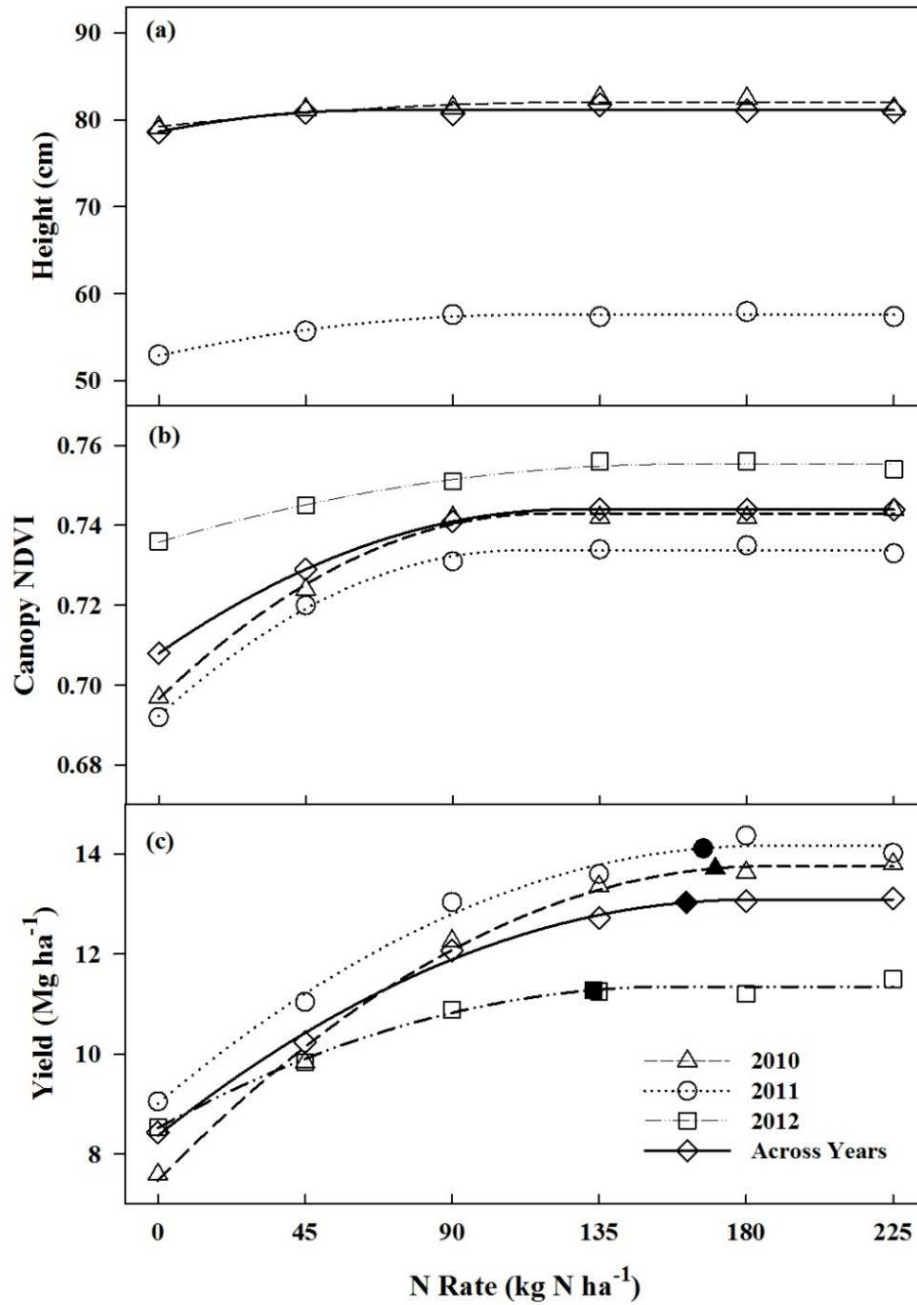 (a)
90
80
70
60
50
Height (cm)
(b)
0.76
0.74
0.72
0.70
0.68
Canopy NDVI
(c)
14
12
10
8
Yield (Mg ha⁻¹)
2010
2011
2012
Across Years
0 45 90 135 180 225
N Rate (kg N ha⁻¹)